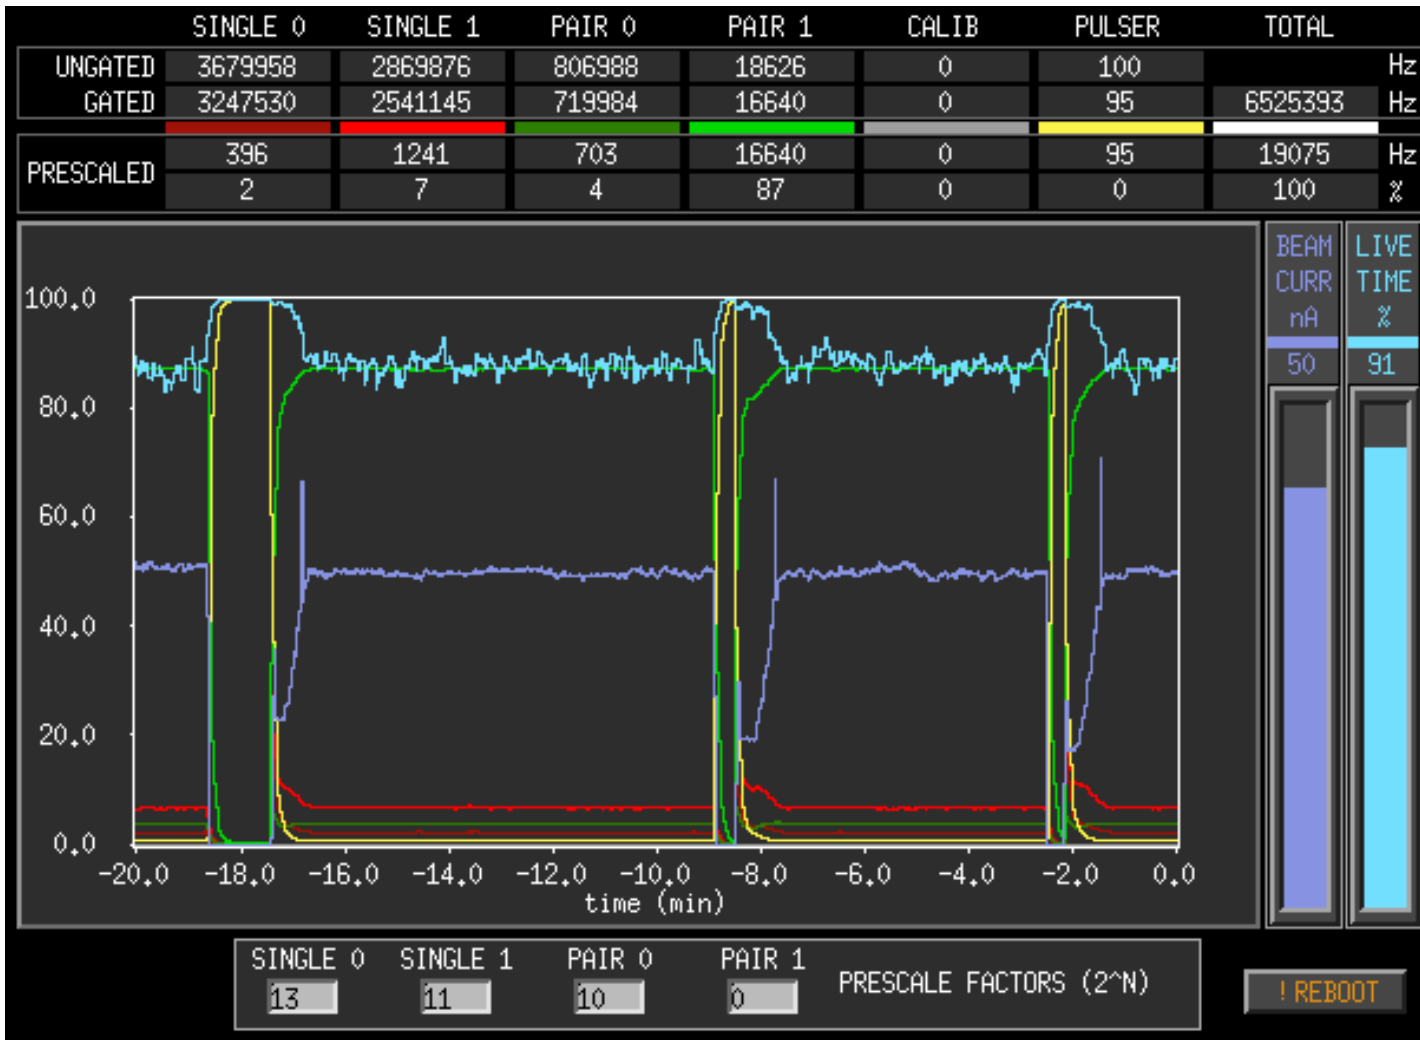 SINGLE 0 SINGLE 1 PAIR 0 PAIR 1 CALIB PULSER TOTAL
UNGATED 3679958 2869876 806988 18626 0 100 Hz
GATED 3247530 2541145 719984 16640 0 95 6525393 Hz
PRESCALED
396 1241 703 16640 0 95 19075 Hz
2 7 4 87 0 0 100 %
BEAM CURR nA
50
LIVE TIME %
91
100.0
80.0
60.0
40.0
20.0
0.0
-20.0 -18.0 -16.0 -14.0 -12.0 -10.0 -8.0 -6.0 -4.0 -2.0 0.0
time (min)
SINGLE 0 SINGLE 1 PAIR 0 PAIR 1
13 11 10 0
PRESCALE FACTORS (2^N)
!REBOOT